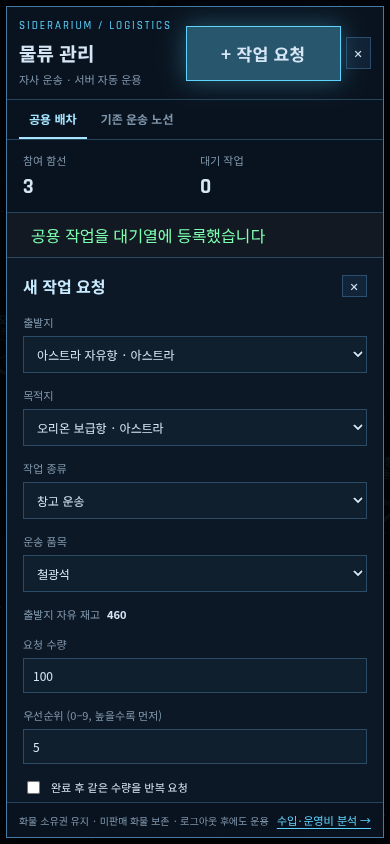 SIDERARIUM / LOGISTICS
물류 관리
자사 운송 · 서버 자동 운용
+ 작업 요청
×
공용 배차
기존 운송 노선
참여 함선
3
대기 작업
0
공용 작업을 대기열에 등록했습니다
새 작업 요청
×
출발지
아스트라 자유항 · 아스트라
목적지
오리온 보급항 · 아스트라
작업 종류
창고 운송
운송 품목
철광석
출발지 자유 재고 460
요청 수량
100
우선순위 (0–9, 높을수록 먼저)
5
완료 후 같은 수량을 반복 요청
화물 소유권 유지 · 미판매 화물 보존 · 로그아웃 후에도 운용
수입·운영비 분석 →